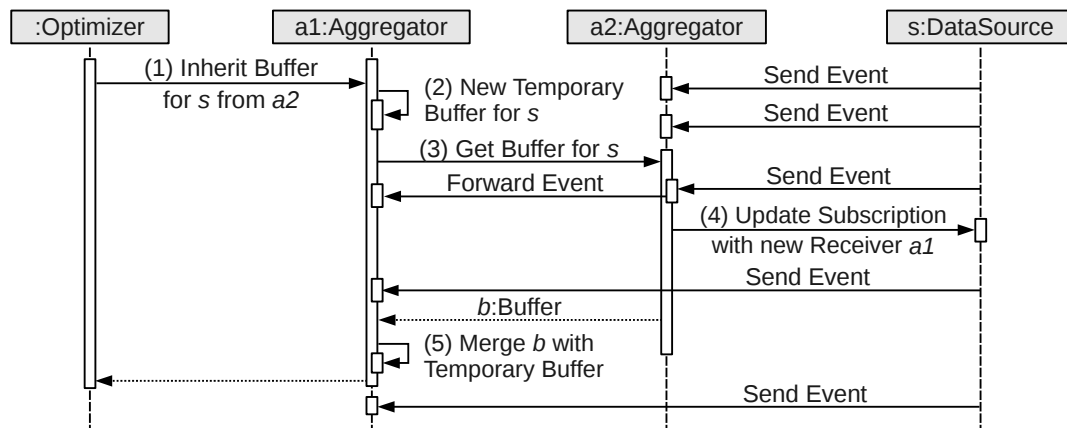 :Optimizer
a1:Aggregator
a2:Aggregator
s:DataSource
(1) Inherit Buffer
for s from a2
(2) New Temporary
Buffer for s
Send Event
Send Event
(3) Get Buffer for s
Forward Event
Send Event
(4) Update Subscription
with new Receiver a1
Send Event
b:Buffer
(5) Merge b with
Temporary Buffer
Send Event